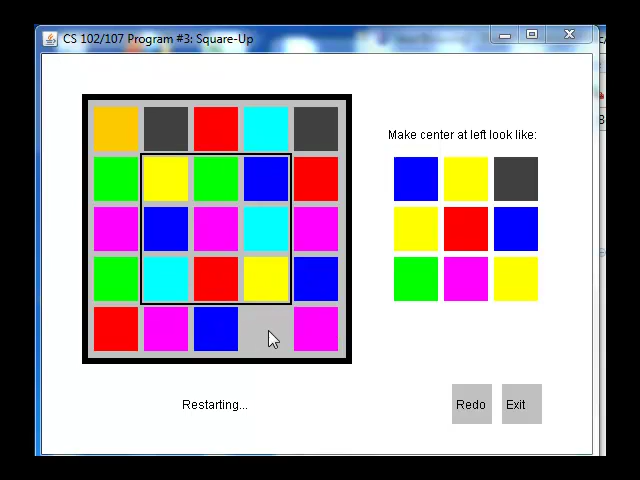 CS 102/107 Program #3: Square-Up
Make center at left look like:
Restarting...
Redo
Exit